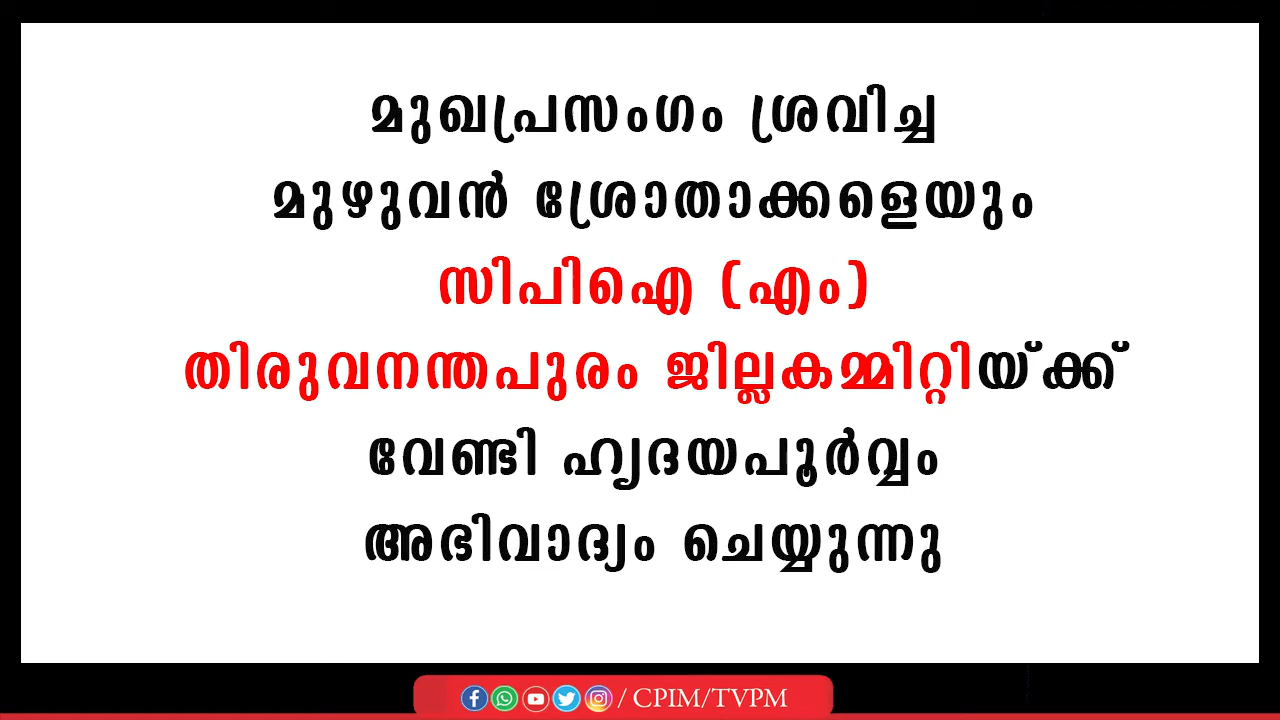 മുഖപ്രസംഗം ശ്രവിച്ച
മുഴുവൻ ശ്രോതാക്കളെയും
സിപിഐ (എം)
തിരുവനന്തപുരം ജില്ലകമ്മിറ്റിയ്ക്ക്
വേണ്ടി ഹൃദയപൂർവ്വം
അഭിവാദ്യം ചെയ്യുന്നു
/ CPIM/TVPM